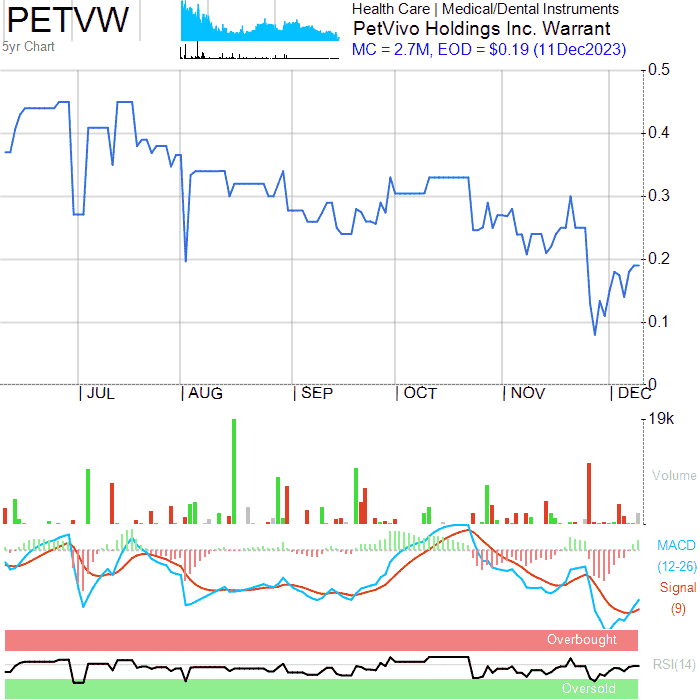 PETVW
5yr Chart
Health Care | Medical/Dental Instruments
PetVivo Holdings Inc. Warrant
MC = 2.7M, EOD = $0.19 (11Dec2023)
0.5
0.4
0.3
0.2
0.1
0
| JUL | AUG | SEP | OCT | NOV | DEC
19k
Volume
MACD
(12-26)
Signal
(9)
Overbought
RSI(14)
Oversold